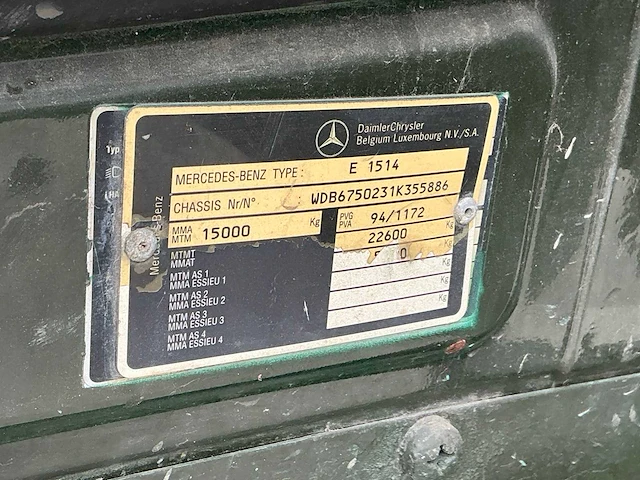 DaimlerChrysler
Belgium Luxembourg N.V./S.A.
MERCEDES-BENZ TYPE: E 1514
CHASSIS Nr/N° : WDB6750231K355886
MMA
MTM 15000 Kg
PVG
PVA 94/1172
MTMT
MMAT 22600 Kg
MTM AS 1
MMA ESSIEU 1 Kg
MTM AS 2
MMA ESSIEU 2 Kg
MTM AS 3
MMA ESSIEU 3 Kg
MTM AS 4
MMA ESSIEU 4
Typ
Mercedes-Benz